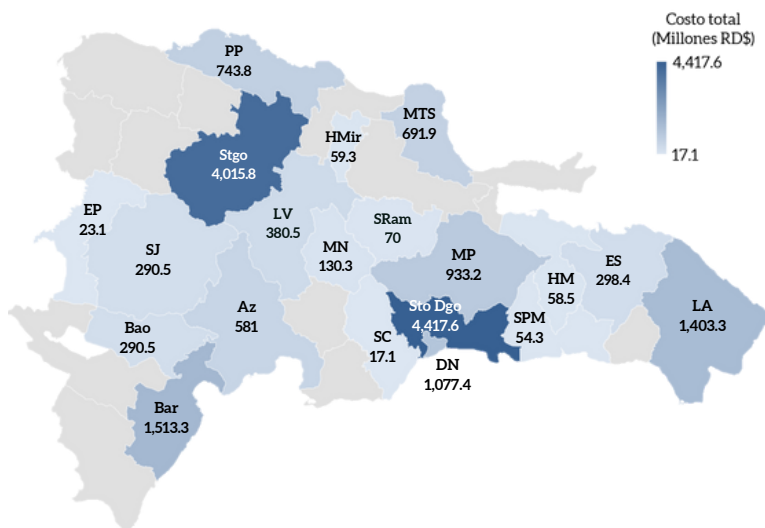 Costo total
(Millones RD$)
4,417.6
17.1
PP
743.8
MTS
691.9
HMir
59.3
Stgo
4,015.8
EP
23.1
LV
380.5
SRam
70
SJ
290.5
MN
130.3
MP
933.2
ES
298.4
HM
58.5
Az
581
Sto Dgo
4,417.6
LA
1,403.3
Bao
290.5
SC
17.1
SPM
54.3
DN
1,077.4
Bar
1,513.3